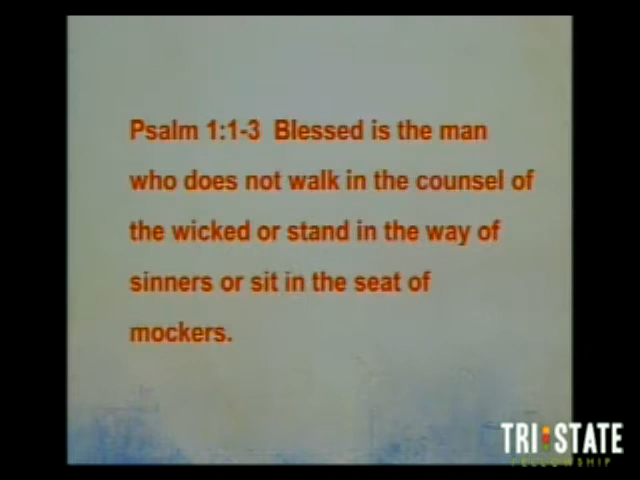 Psalm 1:1-3 Blessed is the man
who does not walk in the counsel of
the wicked or stand in the way of
sinners or sit in the seat of
mockers.
TRI STATE
FELLOWSHIP